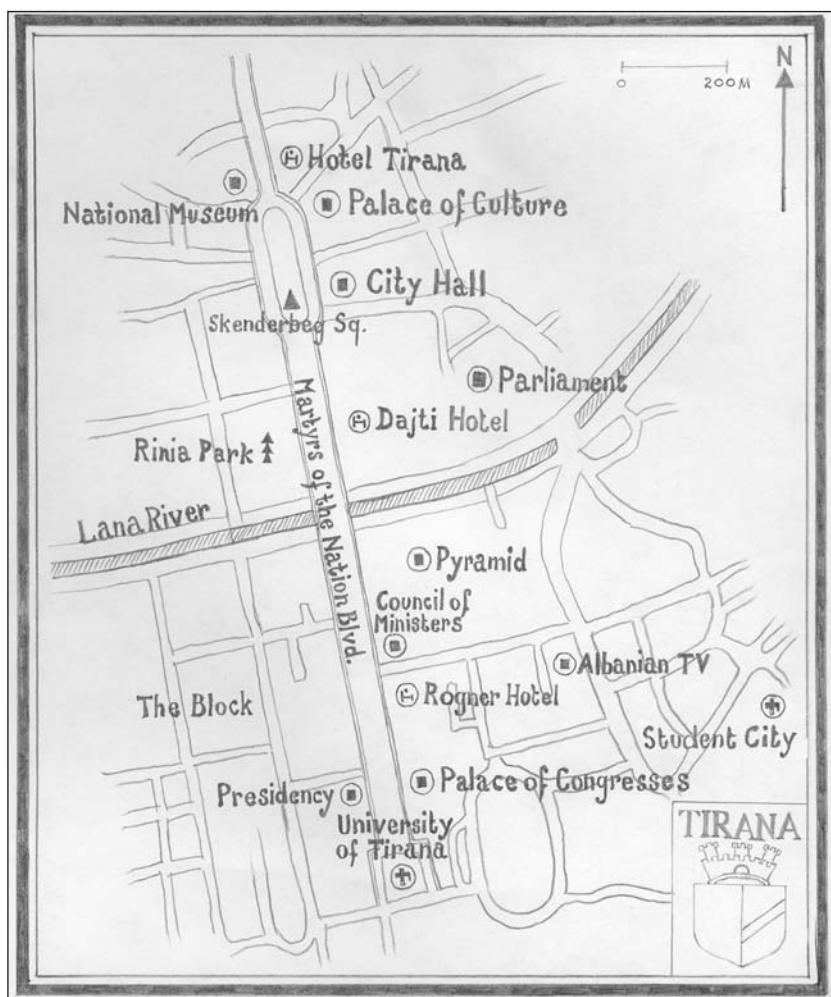 N
0 200M
Hotel Tirana
National Museum
Palace of Culture
City Hall
Skenderbeg Sq.
Parliament
Martyrs of the Nation Blvd.
Dajti Hotel
Rinia Park
Lana River
Pyramid
Council of
Ministers
Albanian TV
The Block
Rogner Hotel
Student City
Presidency
Palace of Congresses
University
of Tirana
TIRANA